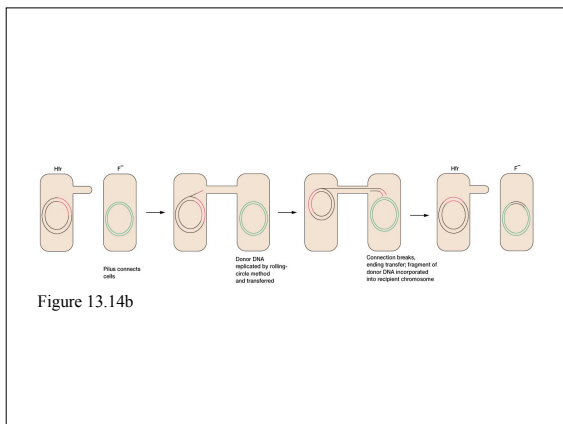 Hfr
F⁻
Hfr
F⁻
Pilus connects
cells
Donor DNA
replicated by rolling-
circle method
and transferred
Connection breaks,
ending transfer; fragment of
donor DNA incorporated
into recipient chromosome
Figure 13.14b